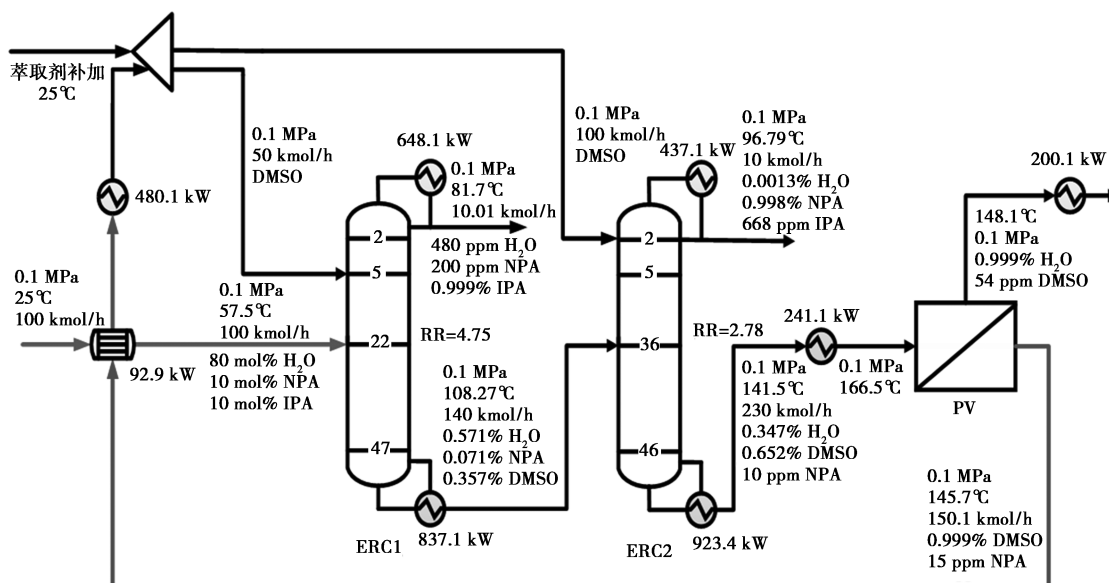 萃取剂补加
25℃
0.1 MPa
50 kmol/h
DMSO
480.1 kW
0.1 MPa
25℃
100 kmol/h
92.9 kW
0.1 MPa
57.5℃
100 kmol/h
80 mol% H₂O
10 mol% NPA
10 mol% IPA
648.1 kW
0.1 MPa
81.7℃
10.01 kmol/h
480 ppm H₂O
200 ppm NPA
0.999% IPA
2
5
22
47
RR=4.75
0.1 MPa
108.27℃
140 kmol/h
0.571% H₂O
0.071% NPA
0.357% DMSO
837.1 kW
ERC1
0.1 MPa
100 kmol/h
DMSO
437.1 kW
0.1 MPa
96.79℃
10 kmol/h
0.0013% H₂O
0.998% NPA
668 ppm IPA
2
5
36
46
RR=2.78
923.4 kW
ERC2
0.1 MPa
141.5℃
230 kmol/h
0.347% H₂O
0.652% DMSO
10 ppm NPA
241.1 kW
0.1 MPa
166.5℃
200.1 kW
148.1℃
0.1 MPa
0.999% H₂O
54 ppm DMSO
PV
0.1 MPa
145.7℃
150.1 kmol/h
0.999% DMSO
15 ppm NPA